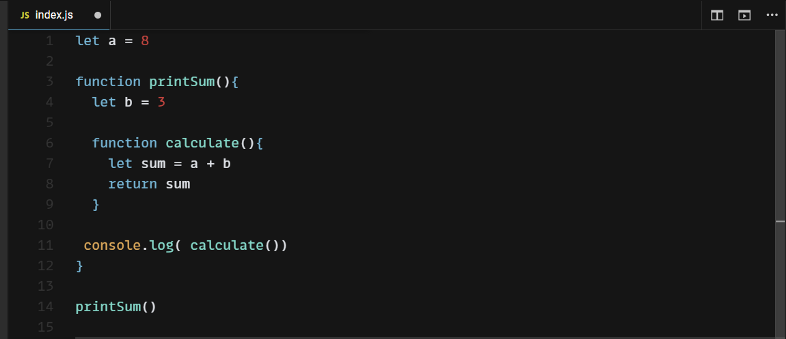 JS index.js
1 let a = 8
2
3 function printSum(){
4   let b = 3
5
6   function calculate(){
7     let sum = a + b
8     return sum
9   }
10
11  console.log( calculate())
12 }
13
14 printSum()
15